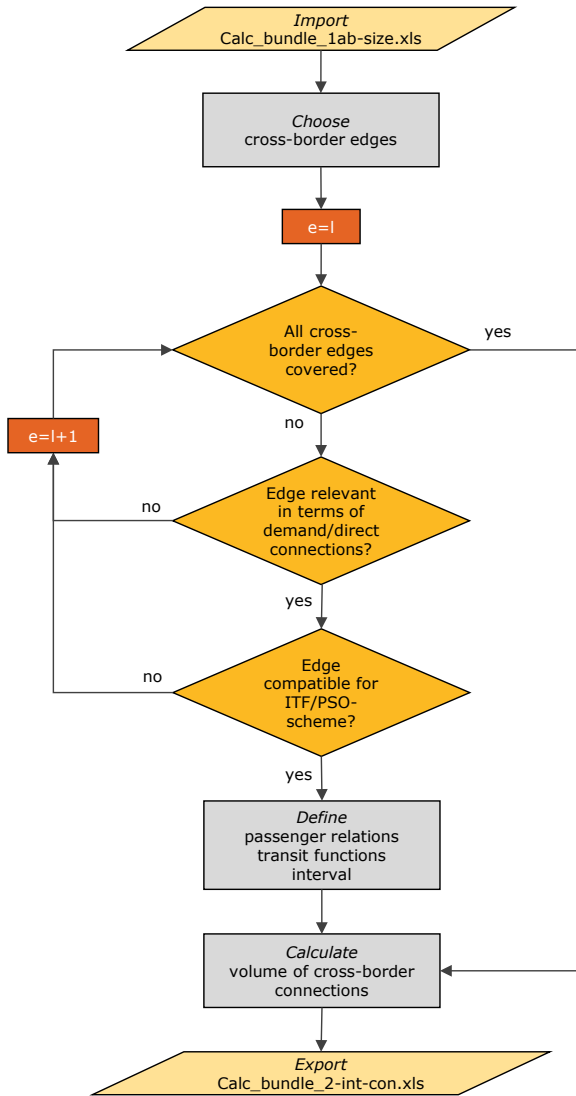 Import
Calc_bundle_1ab-size.xls
Choose
cross-border edges
e=l
All cross-
border edges
covered?
yes
no
e=l+1
Edge relevant
in terms of
demand/direct
connections?
no
yes
Edge
compatible for
ITF/PSO-
scheme?
no
yes
Define
passenger relations
transit functions
interval
Calculate
volume of cross-border
connections
Export
Calc_bundle_2-int-con.xls